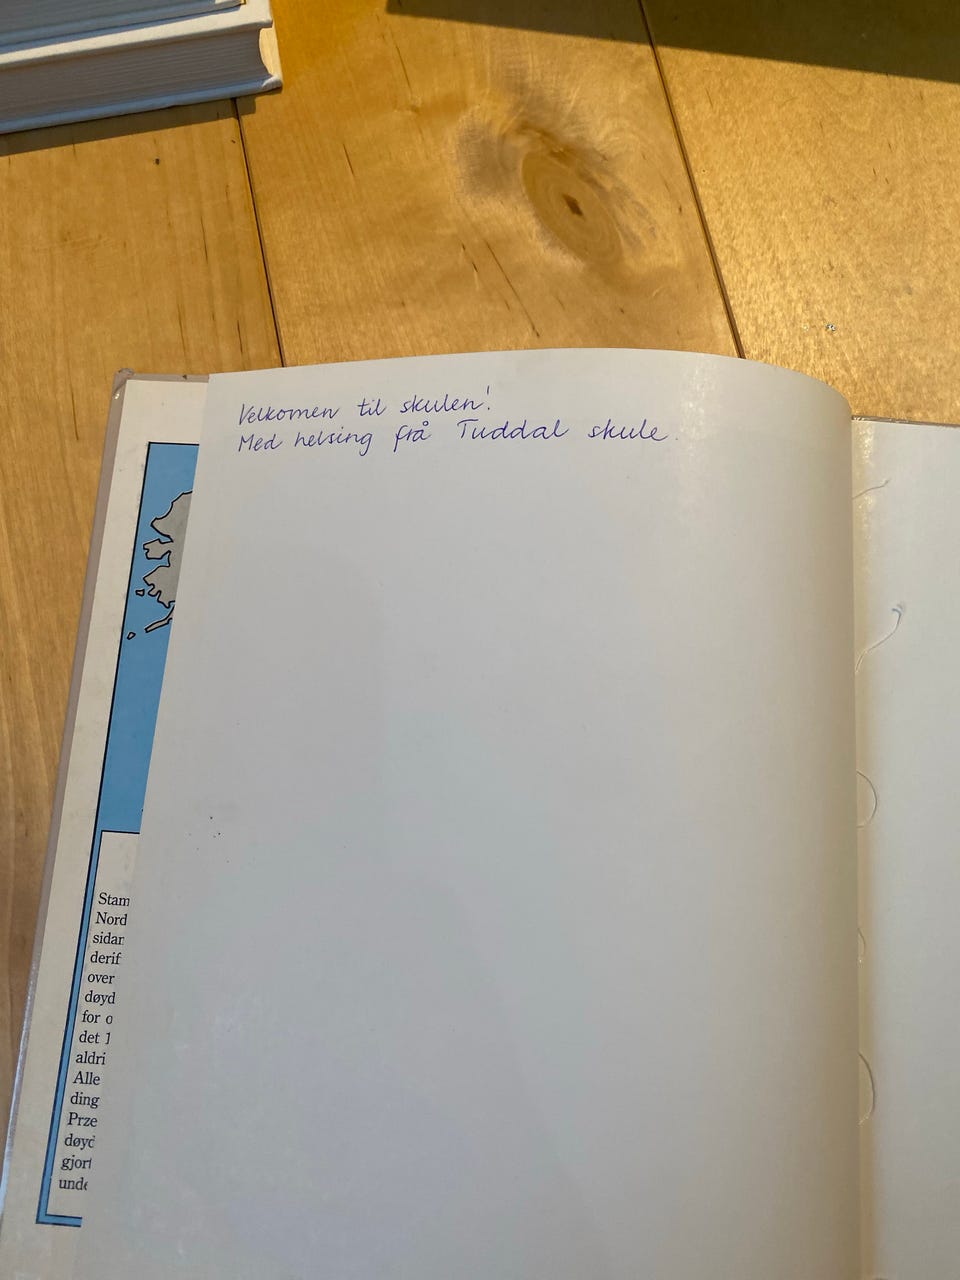 Velkomen til skulen!
Med helsing frå Tuddal skule.
Stam
Nord
sidan
derif
over
døyd
for o
det 1
aldri
Alle
ding
Prze
døyd
gjort
unde